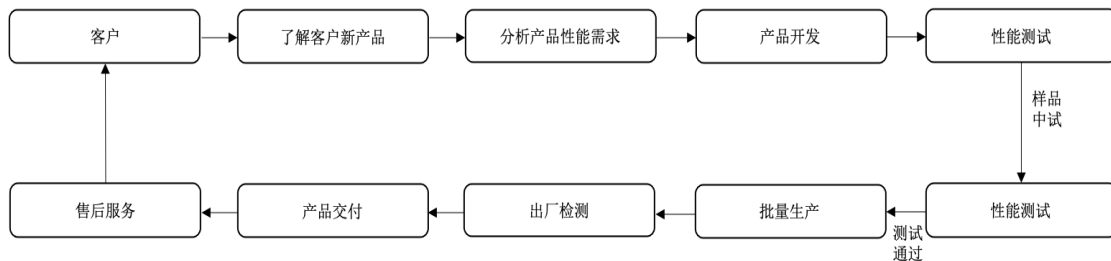 客户
了解客户新产品
分析产品性能需求
产品开发
性能测试
样品
中试
售后服务
产品交付
出厂检测
批量生产
性能测试
测试
通过